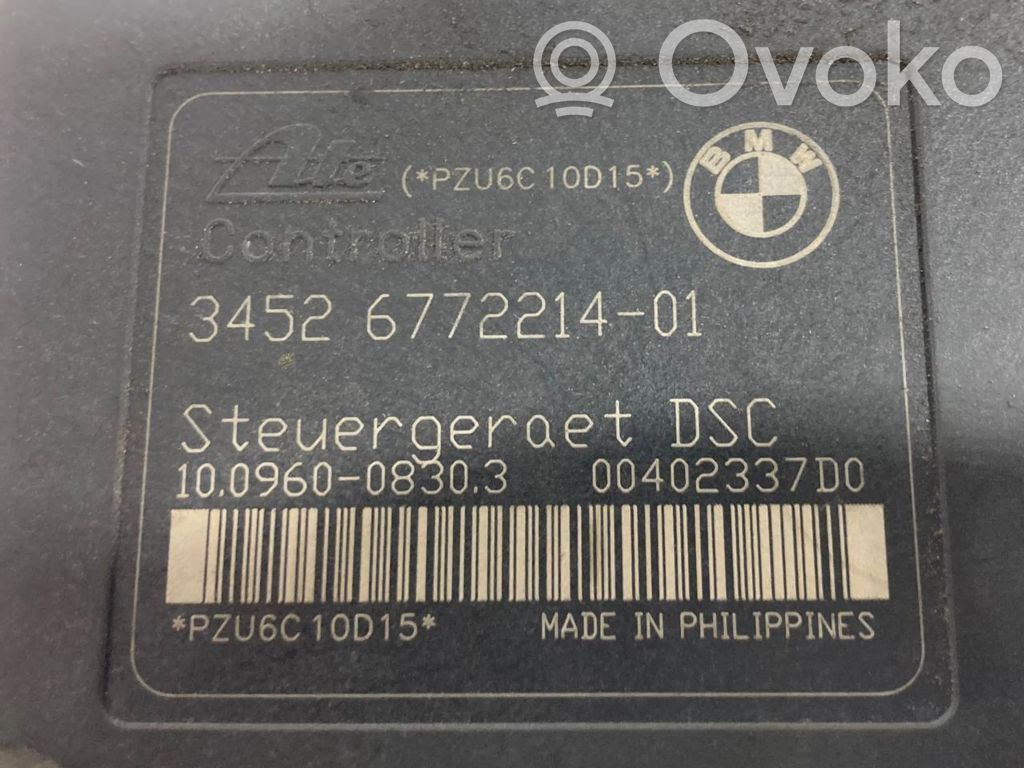 Ovoko
Ate (*PZU6C10D15*)
BMW
Controller
3452 6772214-01
Steuergeraet DSC
10.0960-0830.3 00402337D0
*PZU6C10D15* MADE IN PHILIPPINES